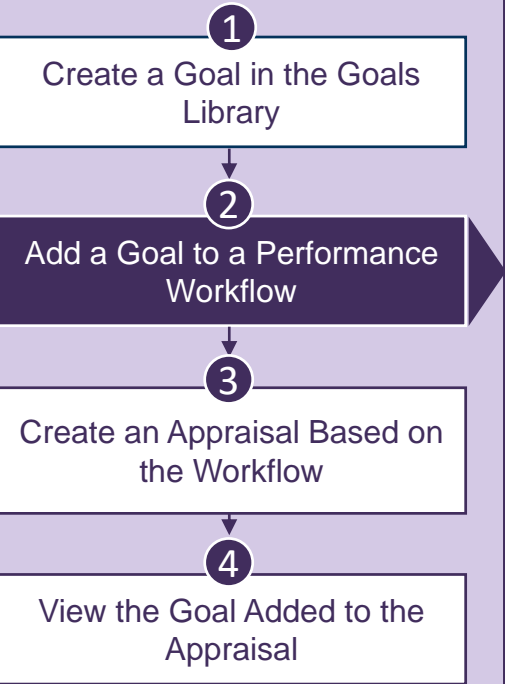 1
Create a Goal in the Goals
Library
2
Add a Goal to a Performance
Workflow
3
Create an Appraisal Based on
the Workflow
4
View the Goal Added to the
Appraisal